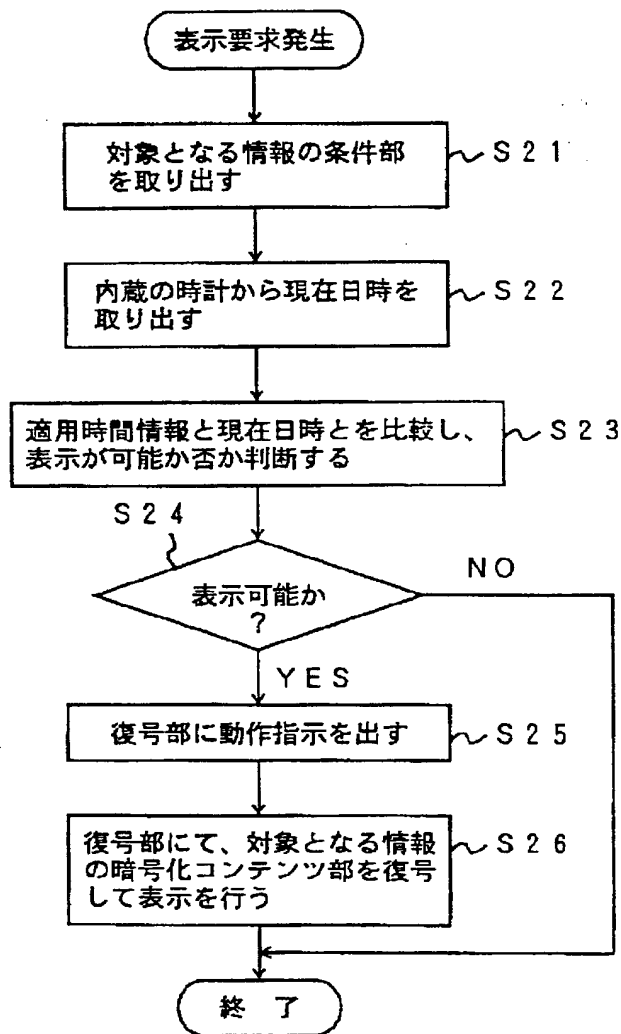 表示要求発生
対象となる情報の条件部
を取り出す
S21
内蔵の時計から現在日時を
取り出す
S22
適用時間情報と現在日時とを比較し、
表示が可能か否か判断する
S23
S24
表示可能か
?
NO
YES
復号部に動作指示を出す
S25
復号部にて、対象となる情報
の暗号化コンテンツ部を復号
して表示を行う
S26
終 了